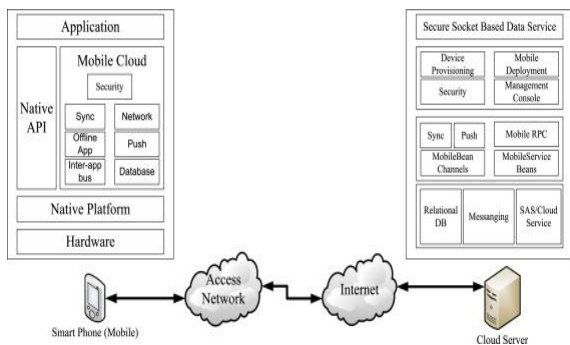 Application
Native
API
Mobile Cloud
Security
Sync
Network
Offline
App
Push
Inter-app
bus
Database
Native Platform
Hardware
Smart Phone (Mobile)
Access
Network
Internet
Secure Socket Based Data Service
Device
Provisioning
Mobile
Deployment
Security
Management
Console
Sync
Push
Mobile RPC
MobileBean
Channels
MobileService
Beans
Relational
DB
Messanging
SAS/Cloud
Service
Cloud Server